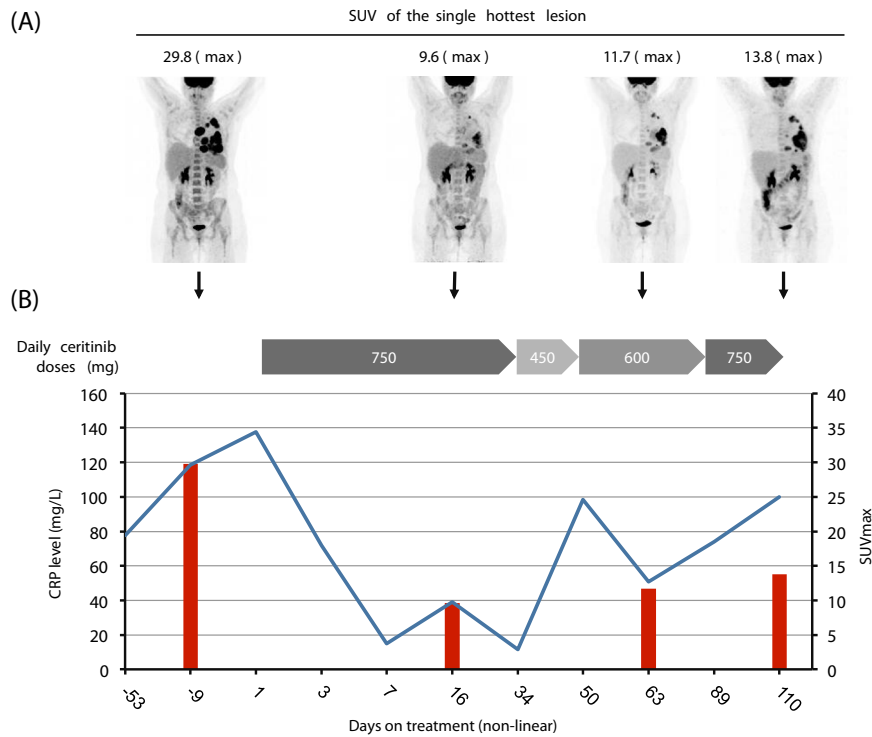 (A)
SUV of the single hottest lesion
29.8 ( max ) 9.6 ( max ) 11.7 ( max ) 13.8 ( max )
(B)
Daily ceritinib
doses (mg)
750 450 600 750
160 40
140 35
120 30
100 25
80 20
60 15
40 10
20 5
0 0
CRP level (mg/L)
SUVmax
-53 -9 1 3 7 16 34 50 63 89 110
Days on treatment (non-linear)